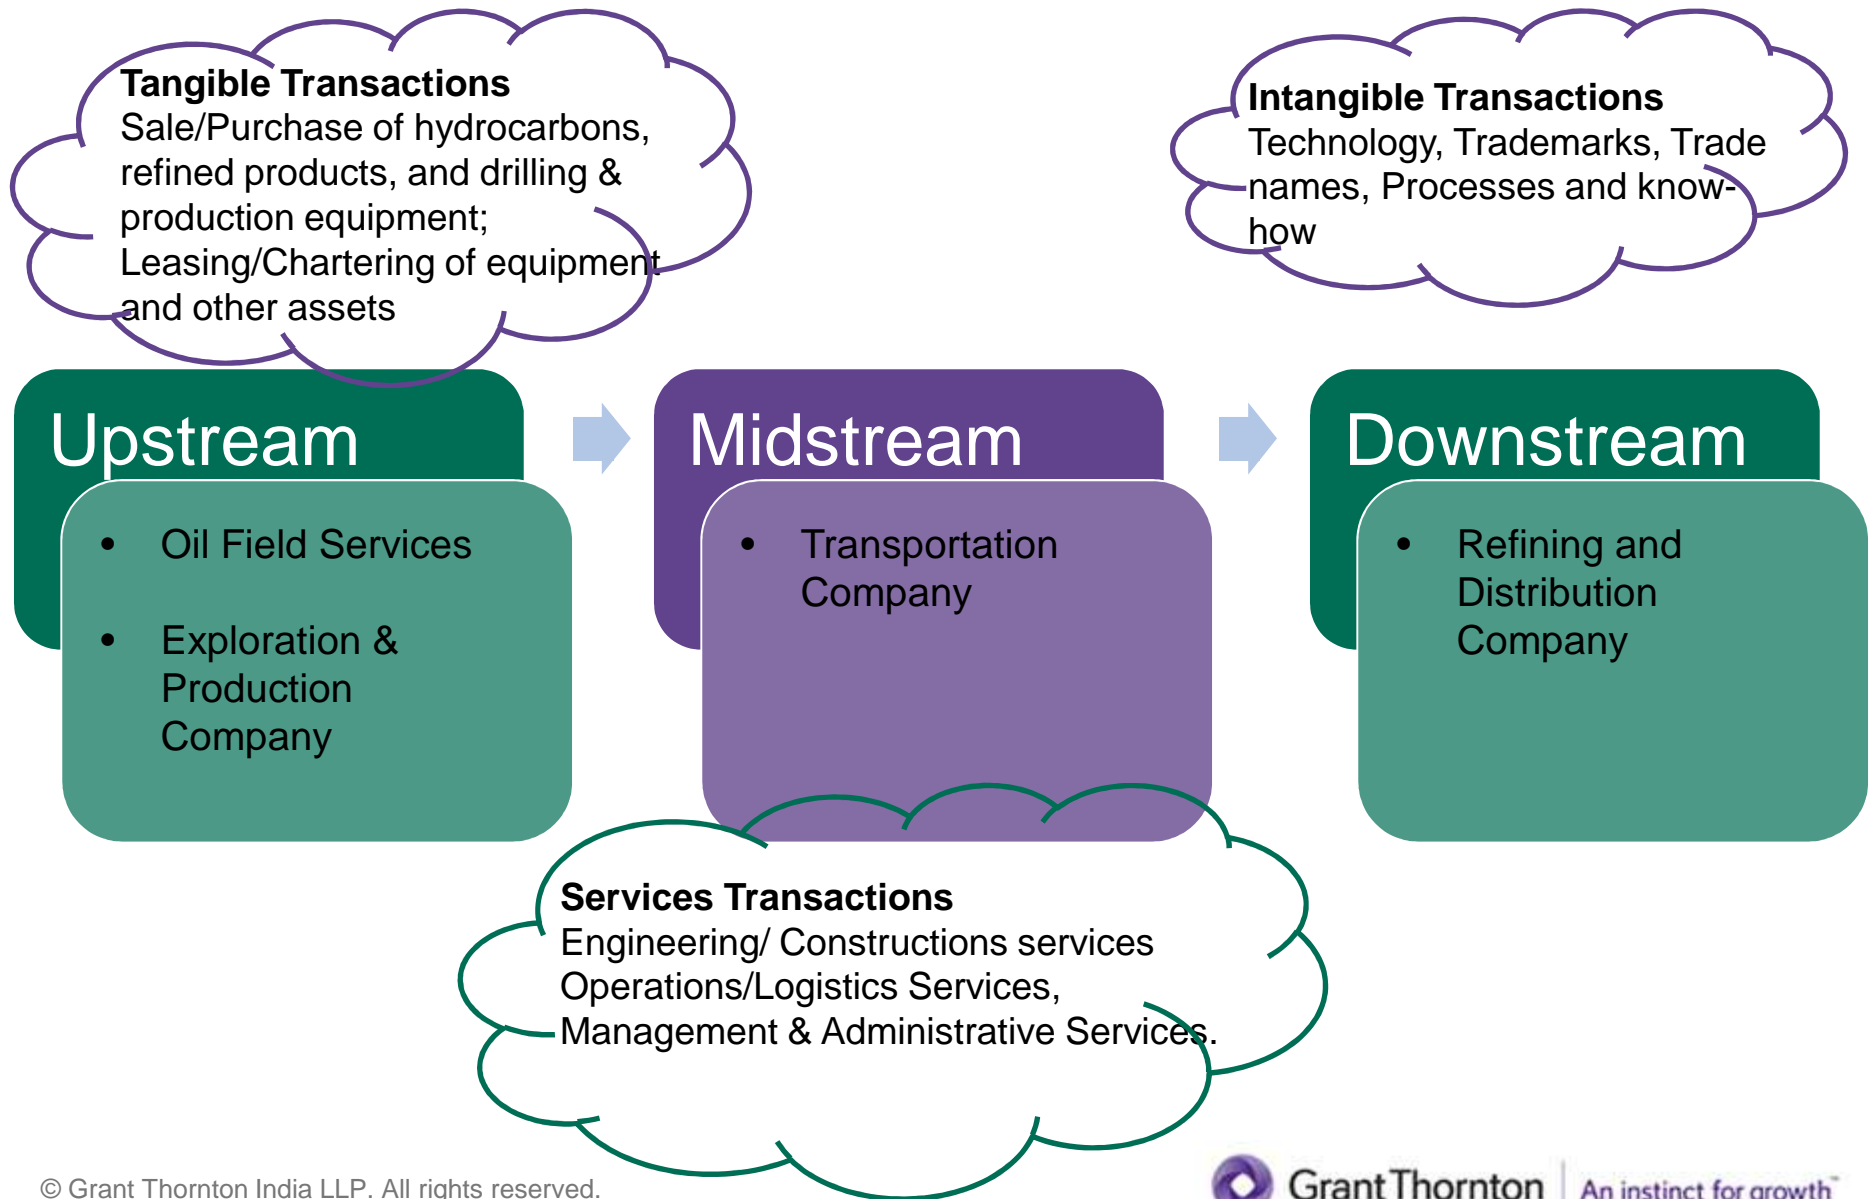 Tangible Transactions
Sale/Purchase of hydrocarbons,
refined products, and drilling &
production equipment;
Leasing/Chartering of equipment
and other assets
Intangible Transactions
Technology, Trademarks, Trade
names, Processes and know-
how
Upstream
• Oil Field Services
• Exploration &
Production
Company
Midstream
• Transportation
Company
Downstream
• Refining and
Distribution
Company
Services Transactions
Engineering/ Constructions services
Operations/Logistics Services,
Management & Administrative Services.
© Grant Thornton India LLP. All rights reserved.
Grant Thornton
An instinct for growth™